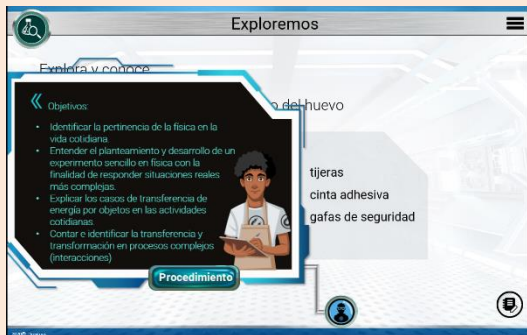 Exploremos
Explora y conoce
del huevo
Objetivos:
• Identificar la pertinencia de la física en la
vida cotidiana.
• Entender el planteamiento y desarrollo de un
experimento sencillo en física con la
finalidad de responder situaciones reales
más complejas.
• Explicar los casos de transferencia de
energía por objetos en las actividades
cotidianas.
• Contar e identificar la transferencia y
transformación en procesos complejos
(interacciones)
tijeras
cinta adhesiva
gafas de seguridad
Procedimiento